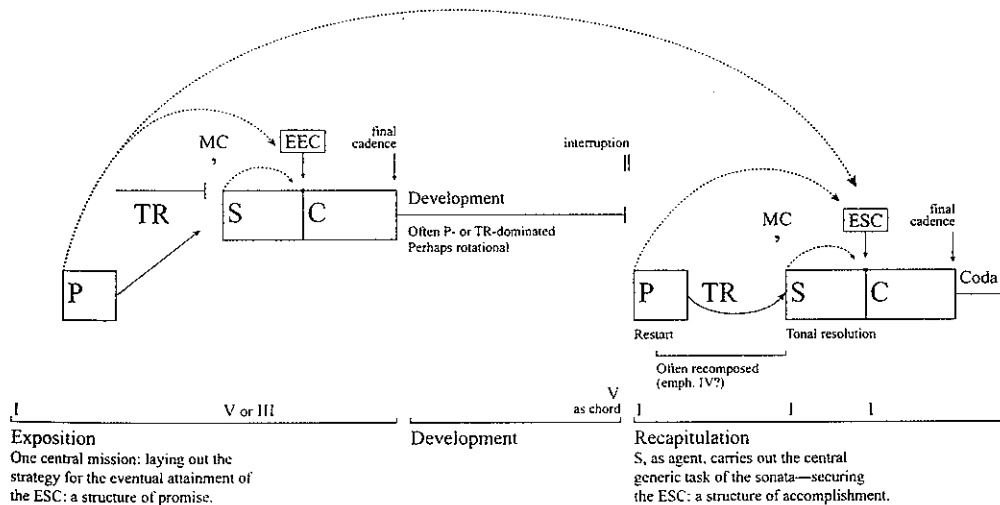 MC
,
EEC
final
cadence
interruption
TR
S
C
Development
Often P- or TR-dominated
Perhaps rotational
P
MC
,
ESC
final
cadence
P
TR
S
C
Coda
Restart
Tonal resolution
Often recomposed
(emph. IV?)
I
V or III
V
as chord
I
I
I
Exposition
One central mission: laying out the
strategy for the eventual attainment of
the ESC: a structure of promise.
Development
Recapitulation
S, as agent, carries out the central
generic task of the sonata—securing
the ESC: a structure of accomplishment.